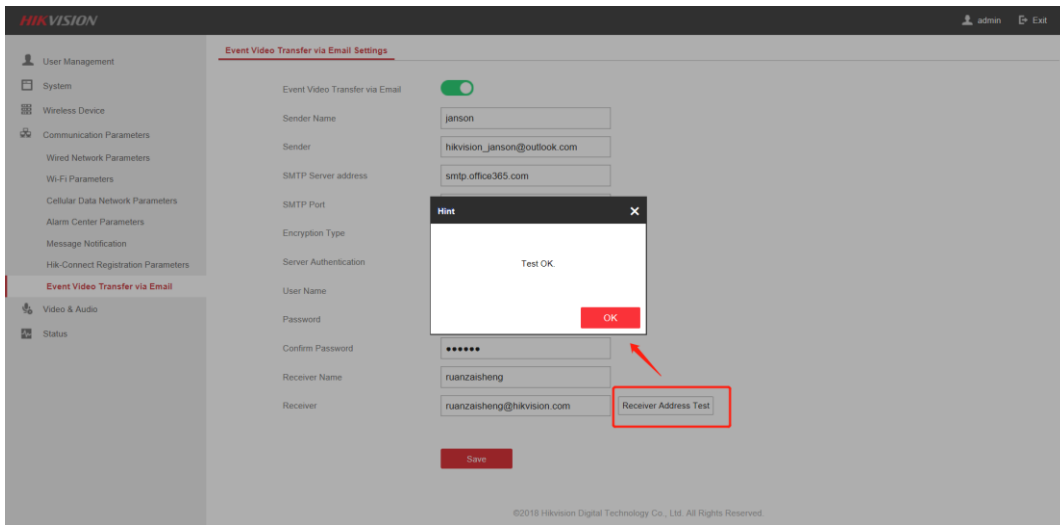 HIKVISION
admin
Exit
User Management
System
Wireless Device
Communication Parameters
Wired Network Parameters
Wi-Fi Parameters
Cellular Data Network Parameters
Alarm Center Parameters
Message Notification
Hik-Connect Registration Parameters
Event Video Transfer via Email
Video & Audio
Status
Event Video Transfer via Email Settings
Event Video Transfer via Email
Sender Name janson
Sender hikvision_janson@outlook.com
SMTP Server address smtp.office365.com
SMTP Port
Encryption Type
Server Authentication
User Name
Password
Confirm Password ••••••
Receiver Name ruanzaisheng
Receiver ruanzaisheng@hikvision.com Receiver Address Test
Save
Hint
Test OK.
OK
©2018 Hikvision Digital Technology Co., Ltd. All Rights Reserved.